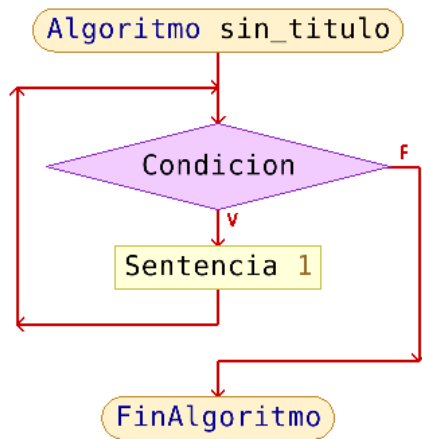 Algoritmo sin_titulo
Condicion
F
V
Sentencia 1
FinAlgoritmo